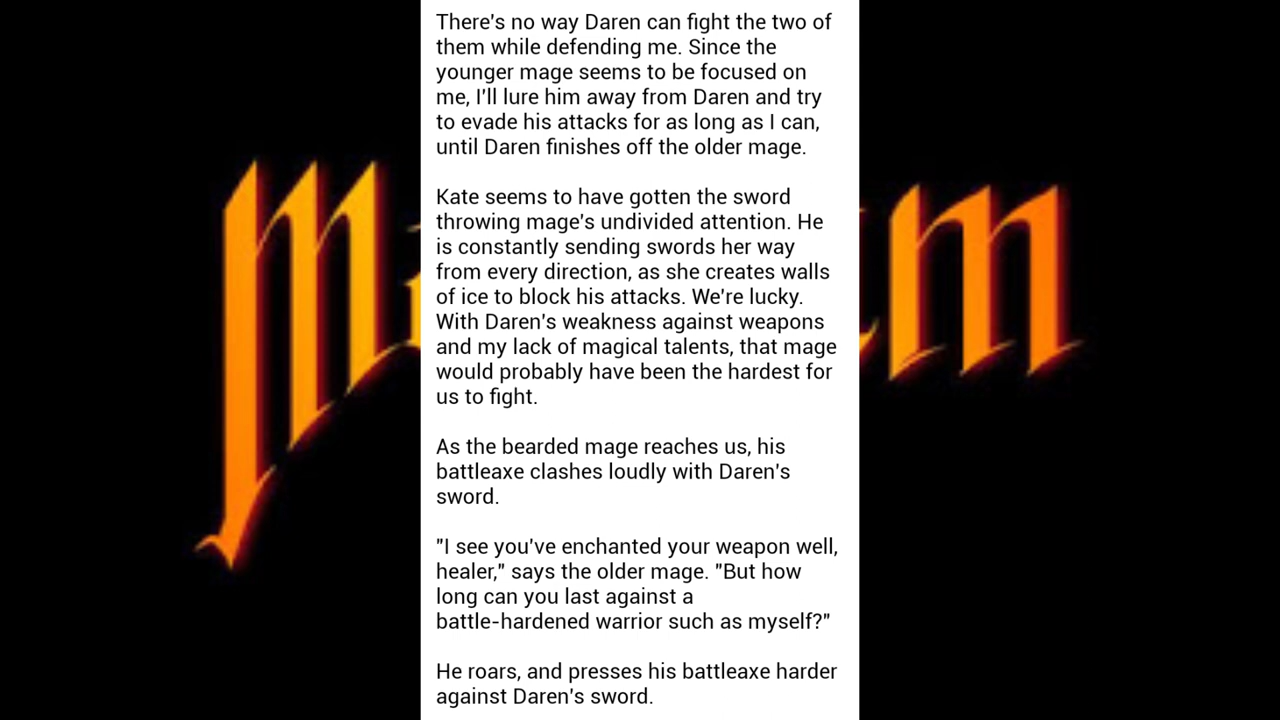 There's no way Daren can fight the two of
them while defending me. Since the
younger mage seems to be focused on
me, I'll lure him away from Daren and try
to evade his attacks for as long as I can,
until Daren finishes off the older mage.
Kate seems to have gotten the sword
throwing mage's undivided attention. He
is constantly sending swords her way
from every direction, as she creates walls
of ice to block his attacks. We're lucky.
With Daren's weakness against weapons
and my lack of magical talents, that mage
would probably have been the hardest for
us to fight.
As the bearded mage reaches us, his
battleaxe clashes loudly with Daren's
sword.
"I see you've enchanted your weapon well,
healer," says the older mage. "But how
long can you last against a
battle-hardened warrior such as myself?"
He roars, and presses his battleaxe harder
against Daren's sword.